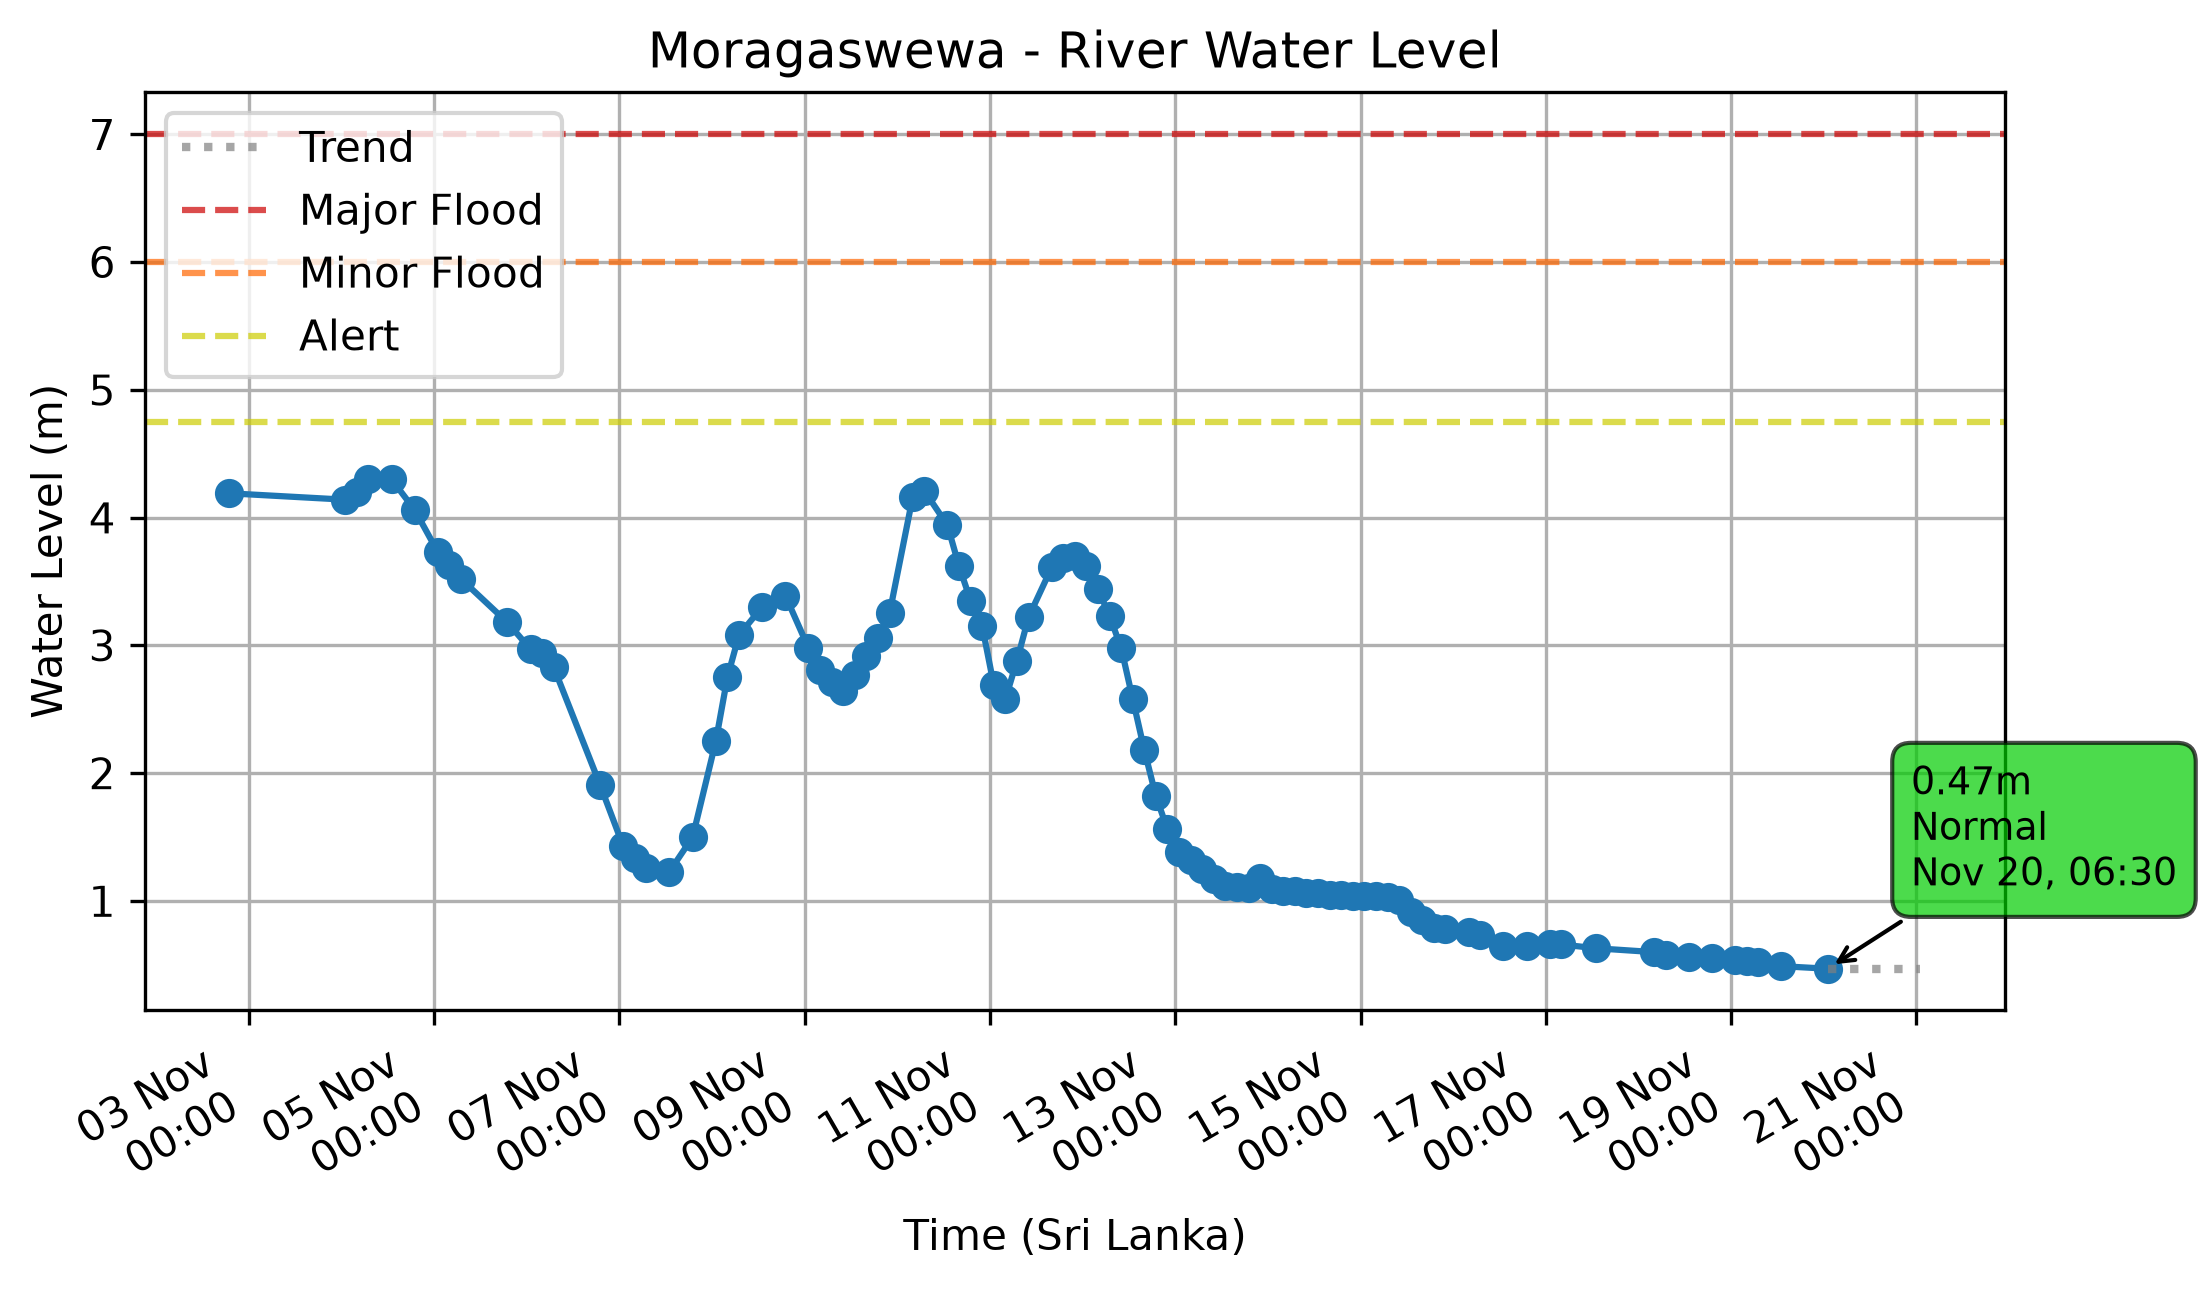 Moragaswewa - River Water Level
Trend
Major Flood
Minor Flood
Alert
Water Level (m)
7
6
5
4
3
2
1
0.47m
Normal
Nov 20, 06:30
03 Nov
00:00
05 Nov
00:00
07 Nov
00:00
09 Nov
00:00
11 Nov
00:00
13 Nov
00:00
15 Nov
00:00
17 Nov
00:00
19 Nov
00:00
21 Nov
00:00
Time (Sri Lanka)